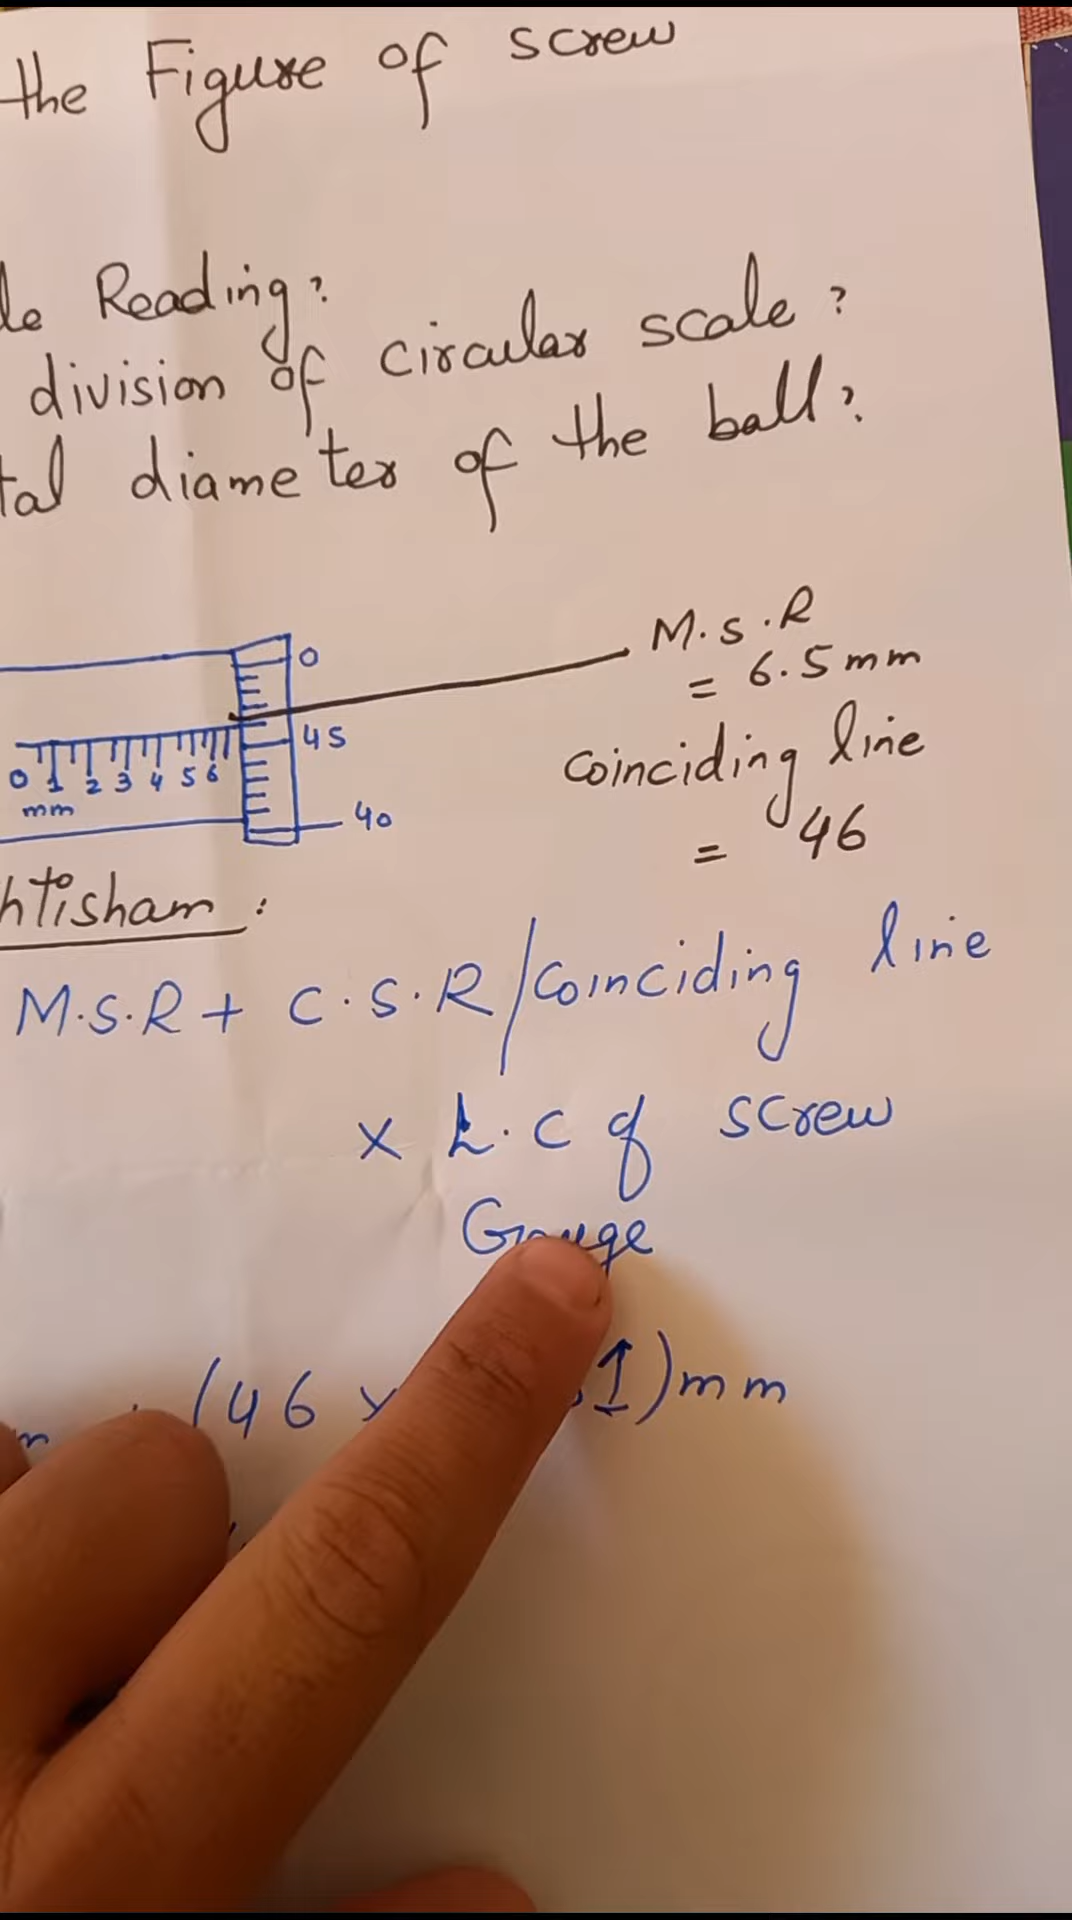 the Figure of screw
le Reading?
division of circular scale?
tal diameter of the ball?
M.S.R
= 6.5mm
0
45
40
0 1 2 3 4 5 6
mm
coinciding line
= 46
htisham:
M.S.R + C.S.R/Coinciding line
× L.C of screw
Gauge
(46 × 1)mm